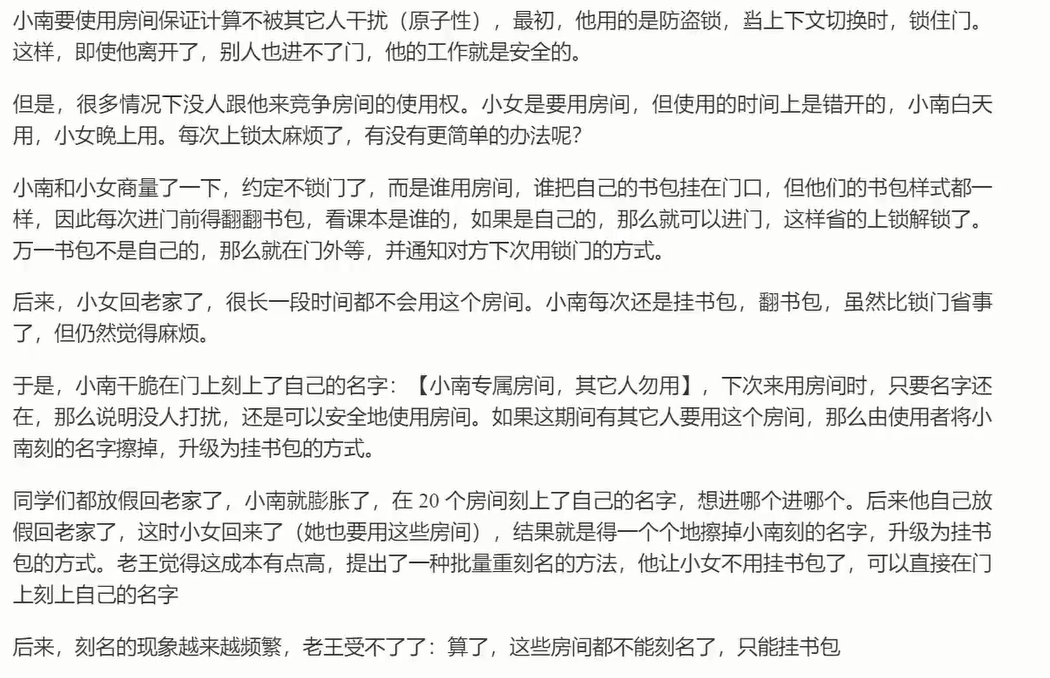 小南要使用房间保证计算不被其它人干扰（原子性），最初，他用的是防盗锁，当上下文切换时，锁住门。
这样，即使他离开了，别人也进不了门，他的工作就是安全的。
但是，很多情况下没人跟他来竞争房间的使用权。小女是要用房间，但使用的时间上是错开的，小南白天
用，小女晚上用。每次上锁太麻烦了，有没有更简单的办法呢？
小南和小女商量了一下，约定不锁门了，而是谁用房间，谁把自己的书包挂在门口，但他们的书包样式都一
样，因此每次进门前得翻翻书包，看课本是谁的，如果是自己的，那么就可以进门，这样省的上锁解锁了。
万一书包不是自己的，那么就在门外等，并通知对方下次用锁门的方式。
后来，小女回老家了，很长一段时间都不会用这个房间。小南每次还是挂书包，翻书包，虽然比锁门省事
了，但仍然觉得麻烦。
于是，小南干脆在门上刻上了自己的名字：【小南专属房间，其它人勿用】，下次来用房间时，只要名字还
在，那么说明没人打扰，还是可以安全地使用房间。如果这期间有其它人要用这个房间，那么由使用者将小
南刻的名字擦掉，升级为挂书包的方式。
同学们都放假回老家了，小南就膨胀了，在 20 个房间刻上了自己的名字，想进哪个进哪个。后来他自己放
假回老家了，这时小女回来了（她也要用这些房间），结果就是得一个个地擦掉小南刻的名字，升级为挂书
包的方式。老王觉得这成本有点高，提出了一种批量重刻名的方法，他让小女不用挂书包了，可以直接在门
上刻上自己的名字
后来，刻名的现象越来越频繁，老王受不了了：算了，这些房间都不能刻名了，只能挂书包